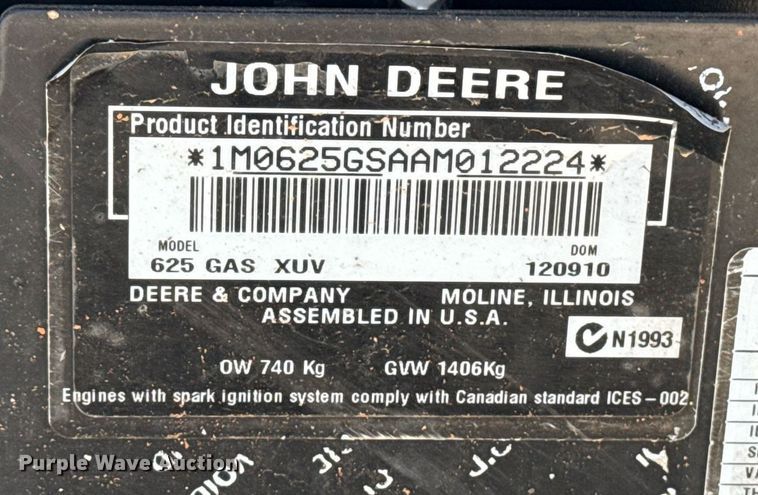 JOHN DEERE
Product Identification Number
*1M0625GSAAM012224*
MODEL DOM
625 GAS XUV 120910
DEERE & COMPANY MOLINE, ILLINOIS
ASSEMBLED IN U.S.A.
N1993
OW 740 Kg GVW 1406Kg
Engines with spark ignition system comply with Canadian standard ICES-002.
Purple Wave Auction